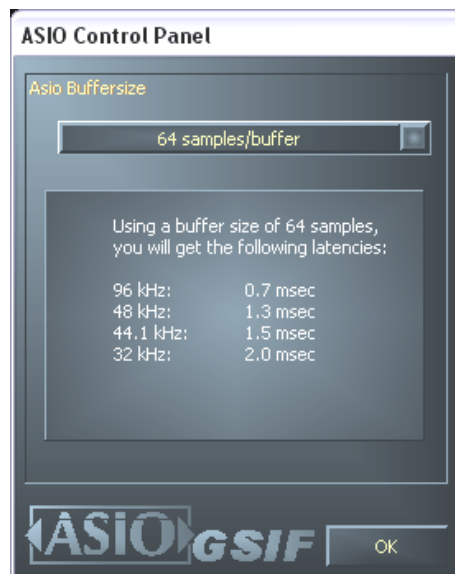 ASIO Control Panel
Asio Buffersize
64 samples/buffer
Using a buffer size of 64 samples,
you will get the following latencies:
96 kHz: 0.7 msec
48 kHz: 1.3 msec
44.1 kHz: 1.5 msec
32 kHz: 2.0 msec
ASiO GSIF OK